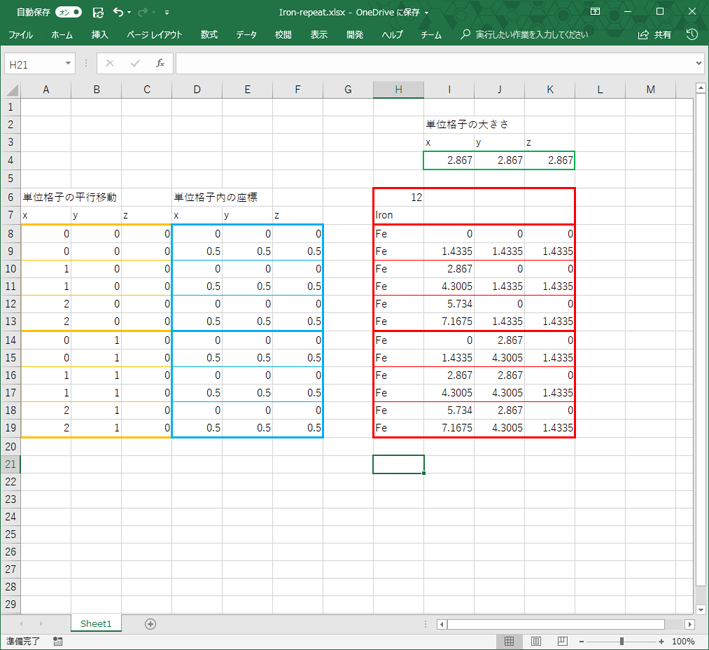 自動保存 オン Iron-repeat.xlsx - OneDrive に保存
ファイル ホーム 挿入 ページ レイアウト 数式 データ 校閲 表示 開発 ヘルプ チーム 実行したい作業を入力してください 共有
H21 fx
A B C D E F G H I J K L M
1
2 単位格子の大きさ
3 x y z
4 2.867 2.867 2.867
5
6 単位格子の平行移動 単位格子内の座標 12
7 x y z x y z Iron
8 0 0 0 0 0 0 Fe 0 0 0
9 0 0 0 0.5 0.5 0.5 Fe 1.4335 1.4335 1.4335
10 1 0 0 0 0 0 Fe 2.867 0 0
11 1 0 0 0.5 0.5 0.5 Fe 4.3005 1.4335 1.4335
12 2 0 0 0 0 0 Fe 5.734 0 0
13 2 0 0 0.5 0.5 0.5 Fe 7.1675 1.4335 1.4335
14 0 1 0 0 0 0 Fe 0 2.867 0
15 0 1 0 0.5 0.5 0.5 Fe 1.4335 4.3005 1.4335
16 1 1 0 0 0 0 Fe 2.867 2.867 0
17 1 1 0 0.5 0.5 0.5 Fe 4.3005 4.3005 1.4335
18 2 1 0 0 0 0 Fe 5.734 2.867 0
19 2 1 0 0.5 0.5 0.5 Fe 7.1675 4.3005 1.4335
20
21
22
23
24
25
26
27
28
29
Sheet1
準備完了 100%